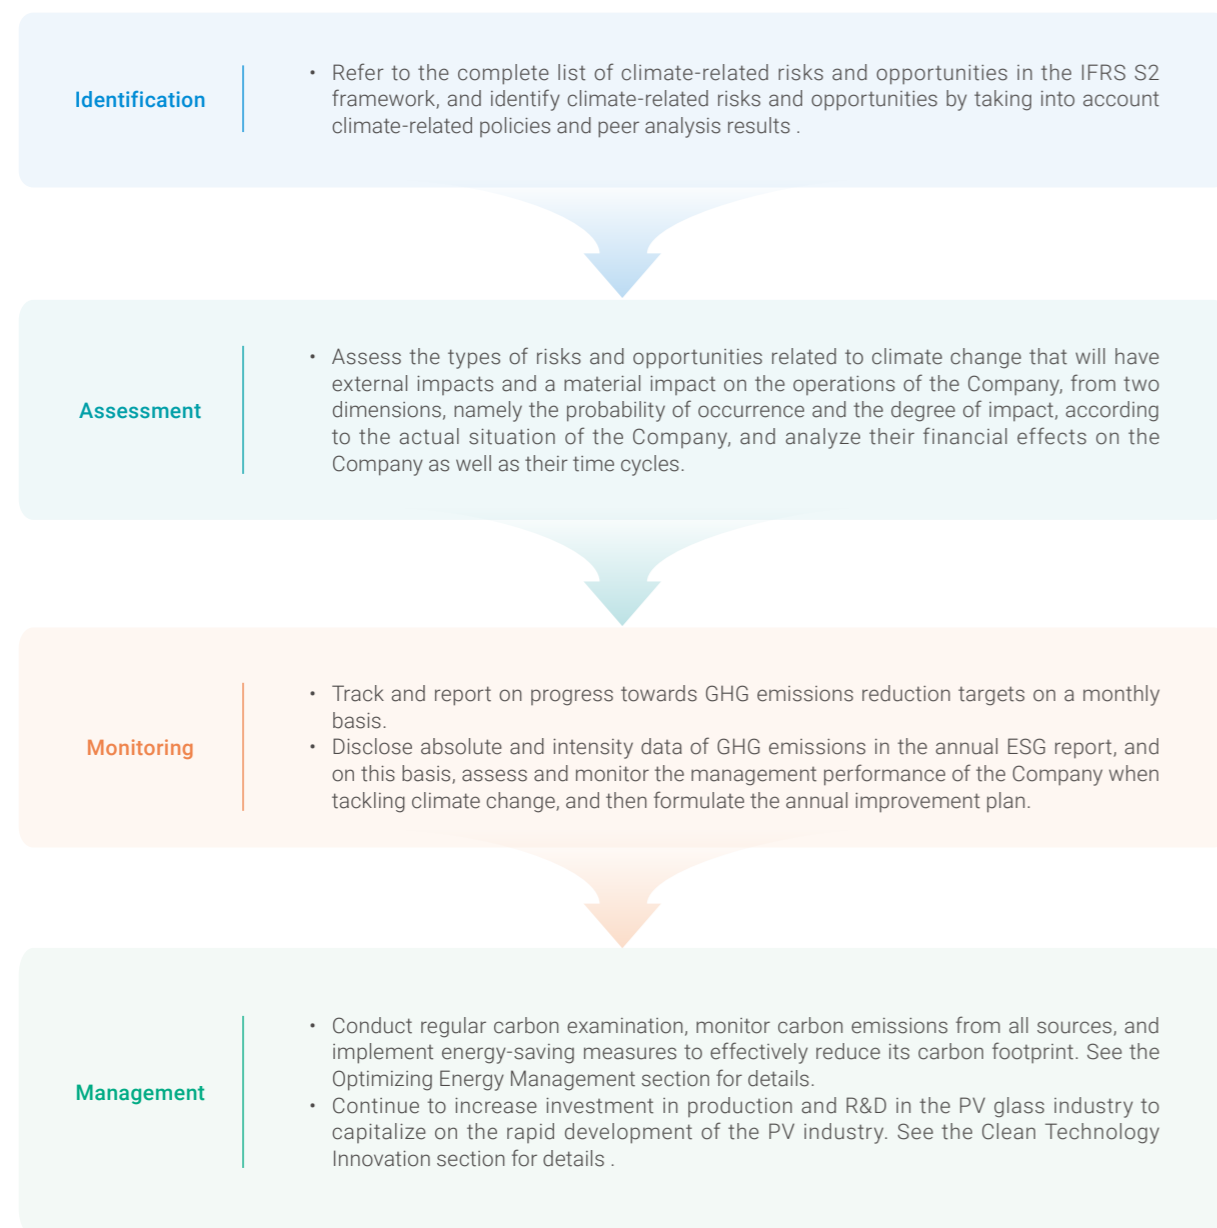 Identification
• Refer to the complete list of climate-related risks and opportunities in the IFRS S2
framework, and identify climate-related risks and opportunities by taking into account
climate-related policies and peer analysis results .
Assessment
• Assess the types of risks and opportunities related to climate change that will have
external impacts and a material impact on the operations of the Company, from two
dimensions, namely the probability of occurrence and the degree of impact, according
to the actual situation of the Company, and analyze their financial effects on the
Company as well as their time cycles.
Monitoring
• Track and report on progress towards GHG emissions reduction targets on a monthly
basis.
• Disclose absolute and intensity data of GHG emissions in the annual ESG report, and
on this basis, assess and monitor the management performance of the Company when
tackling climate change, and then formulate the annual improvement plan.
Management
• Conduct regular carbon examination, monitor carbon emissions from all sources, and
implement energy-saving measures to effectively reduce its carbon footprint. See the
Optimizing Energy Management section for details.
• Continue to increase investment in production and R&D in the PV glass industry to
capitalize on the rapid development of the PV industry. See the Clean Technology
Innovation section for details .